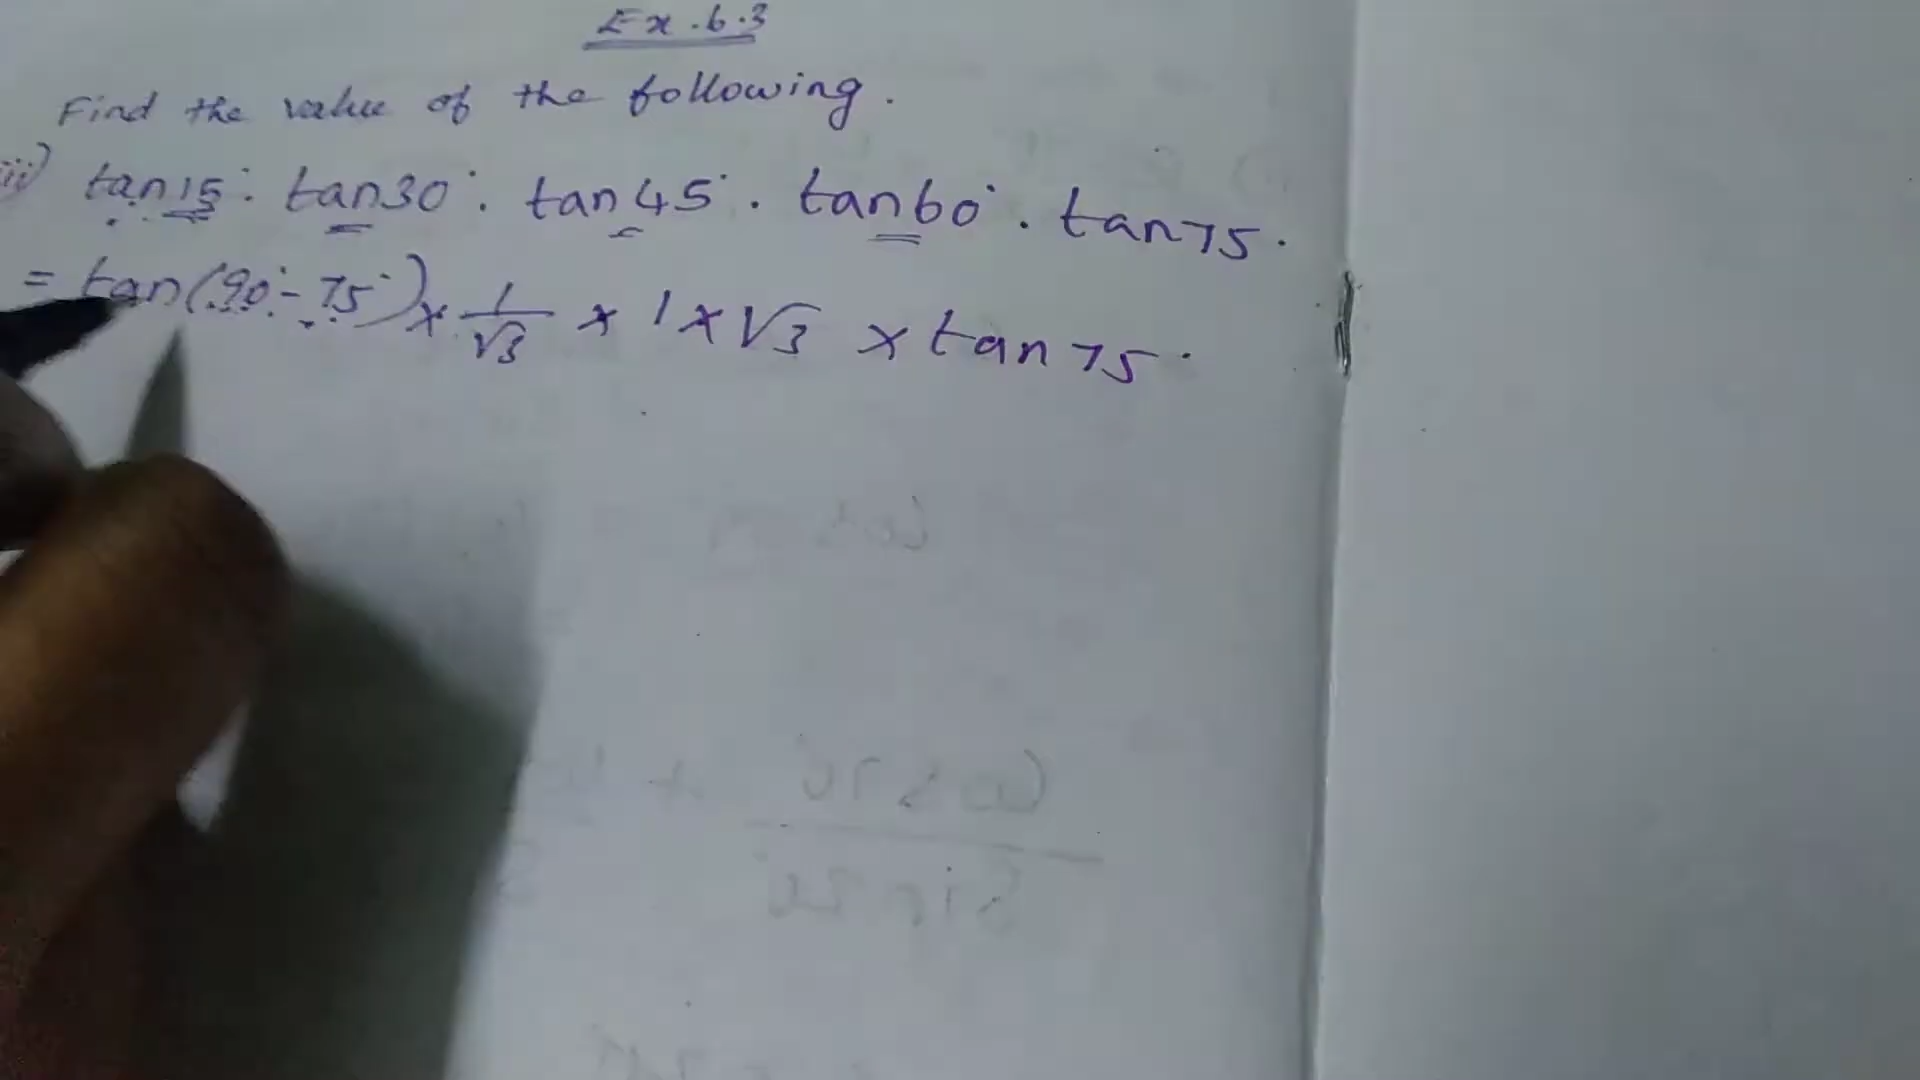 Ex.6.3
Find the value of the following.
iii) tan15°. tan30°. tan45°. tan60°. tan75°
= tan(90°-75°) x 1/√3 x 1 x √3 x tan75°